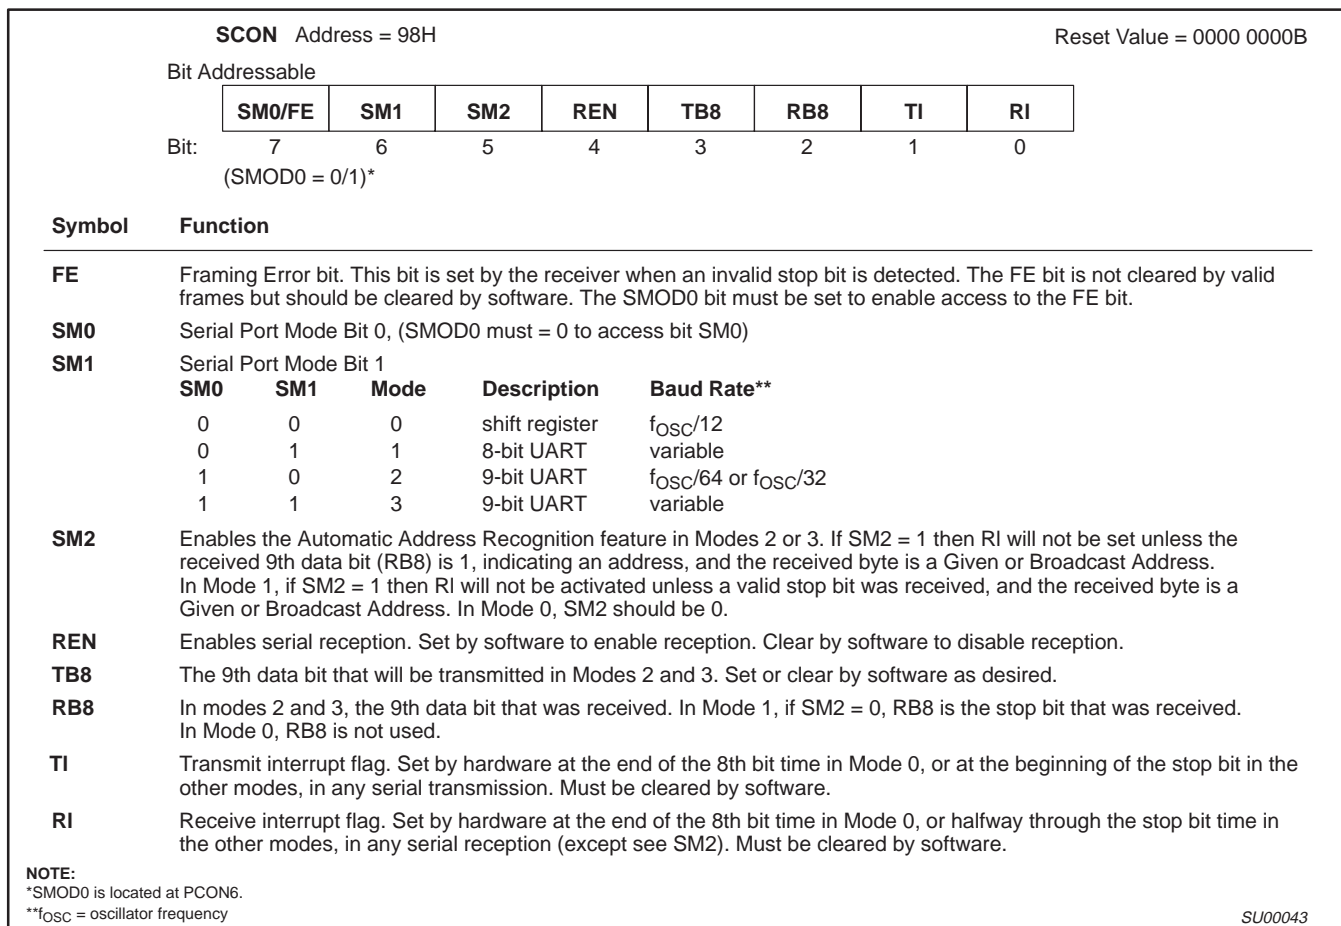 SCON Address = 98H Reset Value = 0000 0000B
Bit Addressable
SM0/FE SM1 SM2 REN TB8 RB8 TI RI
Bit: 7 6 5 4 3 2 1 0
(SMOD0 = 0/1)*
Symbol Function
FE Framing Error bit. This bit is set by the receiver when an invalid stop bit is detected. The FE bit is not cleared by valid
frames but should be cleared by software. The SMOD0 bit must be set to enable access to the FE bit.
SM0 Serial Port Mode Bit 0, (SMOD0 must = 0 to access bit SM0)
SM1 Serial Port Mode Bit 1
SM0 SM1 Mode Description Baud Rate**
0 0 0 shift register fOSC/12
0 1 1 8-bit UART variable
1 0 2 9-bit UART fOSC/64 or fOSC/32
1 1 3 9-bit UART variable
SM2 Enables the Automatic Address Recognition feature in Modes 2 or 3. If SM2 = 1 then RI will not be set unless the
received 9th data bit (RB8) is 1, indicating an address, and the received byte is a Given or Broadcast Address.
In Mode 1, if SM2 = 1 then RI will not be activated unless a valid stop bit was received, and the received byte is a
Given or Broadcast Address. In Mode 0, SM2 should be 0.
REN Enables serial reception. Set by software to enable reception. Clear by software to disable reception.
TB8 The 9th data bit that will be transmitted in Modes 2 and 3. Set or clear by software as desired.
RB8 In modes 2 and 3, the 9th data bit that was received. In Mode 1, if SM2 = 0, RB8 is the stop bit that was received.
In Mode 0, RB8 is not used.
TI Transmit interrupt flag. Set by hardware at the end of the 8th bit time in Mode 0, or at the beginning of the stop bit in the
other modes, in any serial transmission. Must be cleared by software.
RI Receive interrupt flag. Set by hardware at the end of the 8th bit time in Mode 0, or halfway through the stop bit time in
the other modes, in any serial reception (except see SM2). Must be cleared by software.
NOTE:
*SMOD0 is located at PCON6.
**fOSC = oscillator frequency SU00043